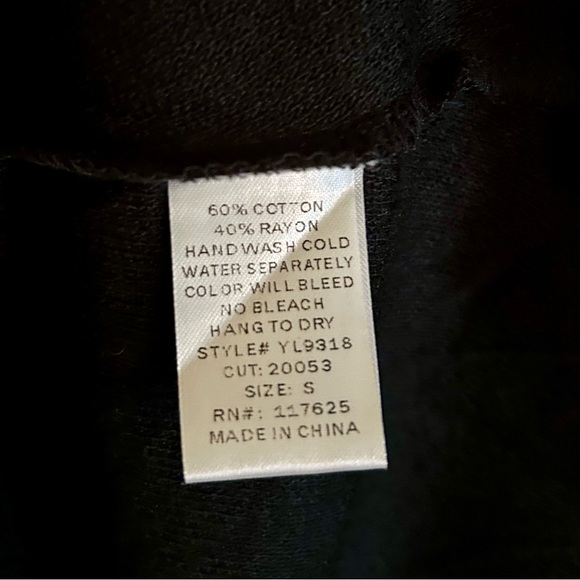 60% COTTON
40% RAYON
HAND WASH COLD
WATER SEPARATELY
COLOR WILL BLEED
NO BLEACH
HANG TO DRY
STYLE# YL9318
CUT: 20053
SIZE: S
RN#: 117625
MADE IN CHINA